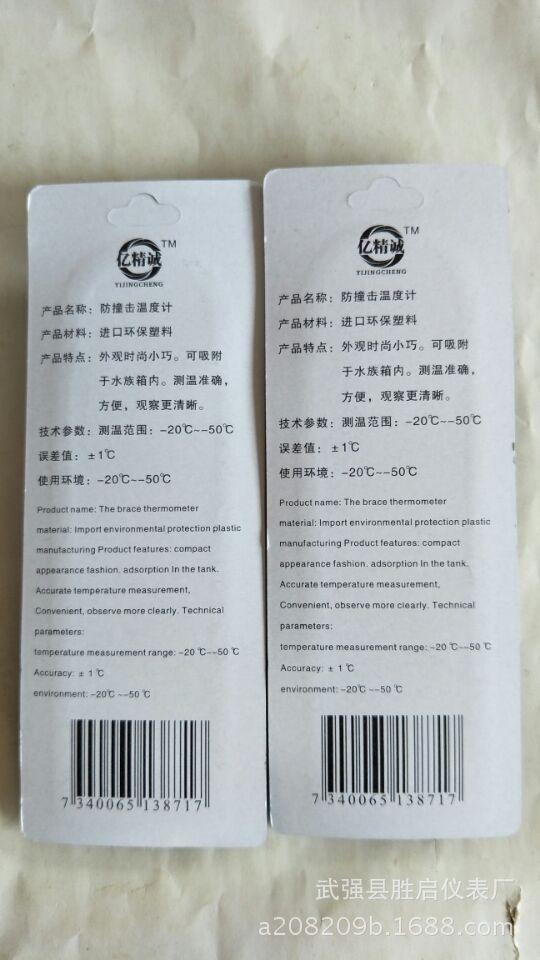 亿精诚
TM
YIJINGCHENG
产品名称：防撞击温度计
产品材料：进口环保塑料
产品特点：外观时尚小巧。可吸附
于水族箱内。测温准确，
方便，观察更清晰。
技术参数：测温范围：-20℃~-50℃
误差值：±1℃
使用环境：-20℃~-50℃
Product name: The brace thermometer
material: Import environmental protection plastic
manufacturing Product features: compact
appearance fashion. adsorption In the tank.
Accurate temperature measurement,
Convenient, observe more clearly. Technical
parameters:
temperature measurement range: -20 ℃~-50 ℃
Accuracy: ± 1 ℃
environment: -20℃ ~-50℃
7 340065 138717
亿精诚
TM
YIJINGCHENG
产品名称：防撞击温度计
产品材料：进口环保塑料
产品特点：外观时尚小巧。可吸附
于水族箱内。测温准确，
方便，观察更清晰。
技术参数：测温范围：-20℃~-50℃
误差值：±1℃
使用环境：-20℃~-50℃
Product name: The brace thermometer
material: Import environmental protection plastic
manufacturing Product features: compact
appearance fashion. adsorption In the tank.
Accurate temperature measurement,
Convenient, observe more clearly. Technical
parameters:
temperature measurement range: -20 ℃~-50 ℃
Accuracy: ± 1 ℃
environment: -20℃ ~-50℃
7 340065 138717
武强县胜启仪表厂
a208209b.1688.com